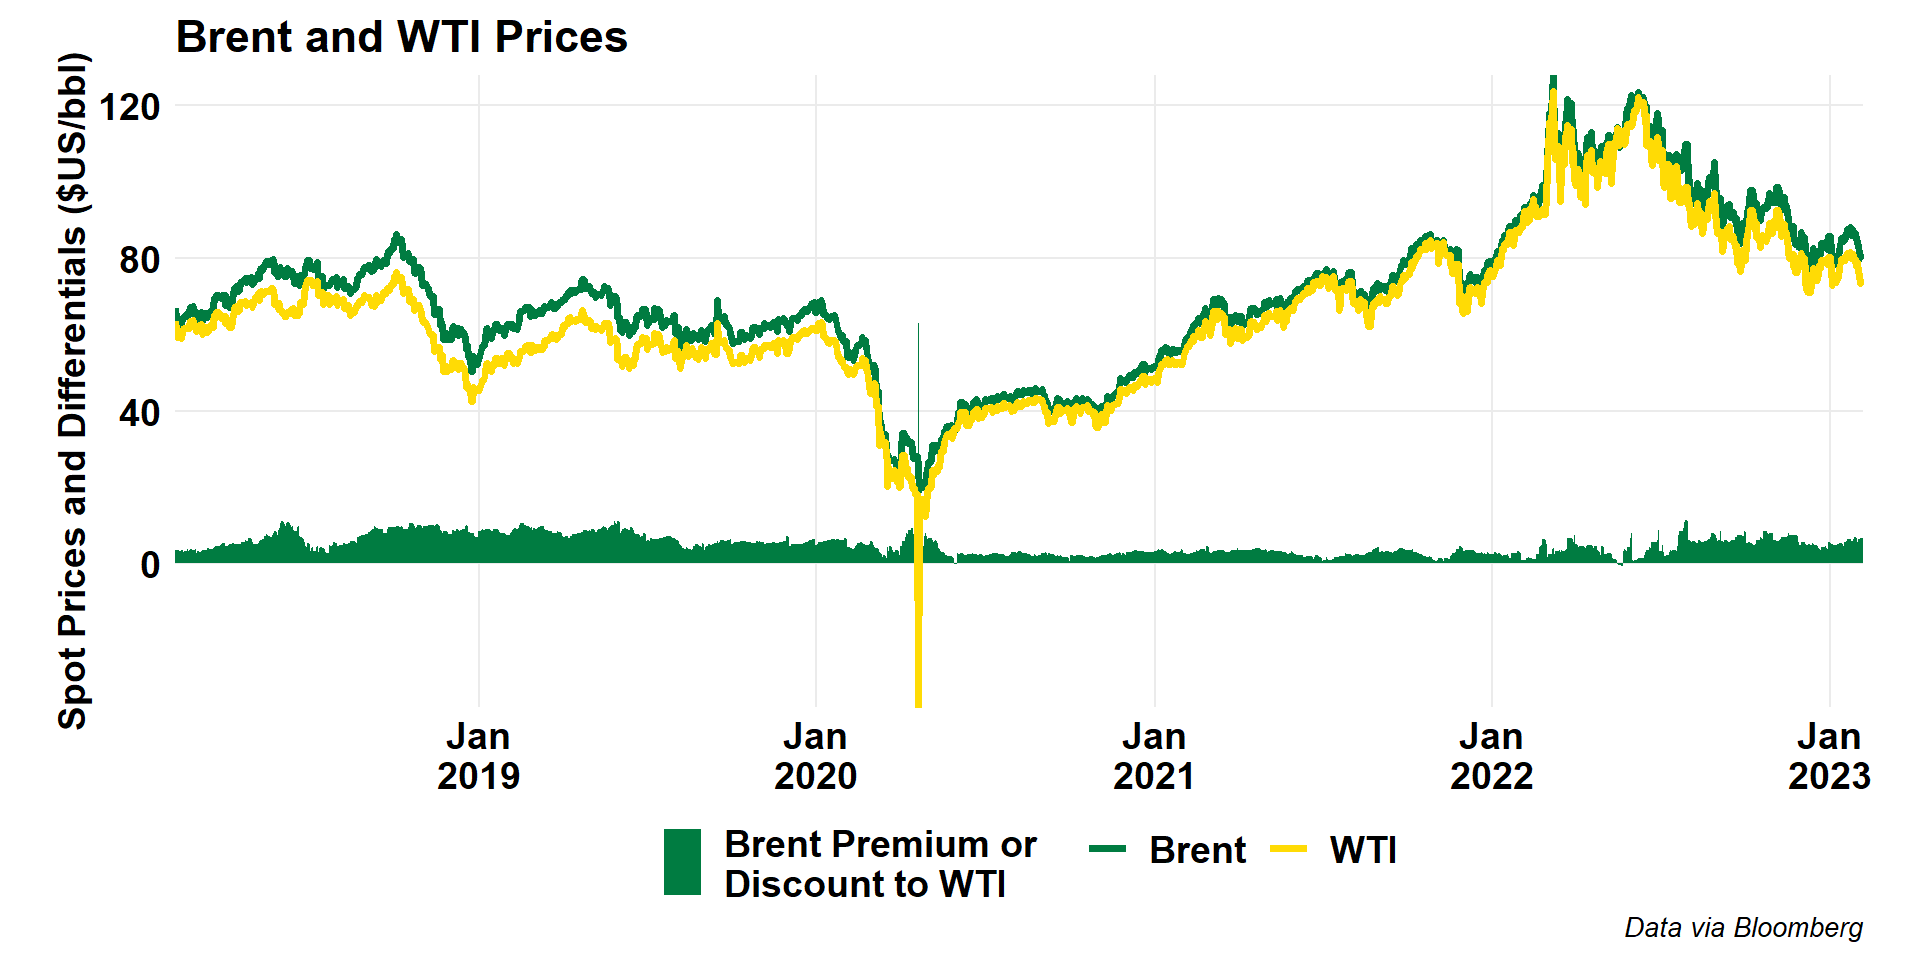 Brent and WTI Prices
Spot Prices and Differentials ($US/bbl)
120
80
40
0
Jan
2019
Jan
2020
Jan
2021
Jan
2022
Jan
2023
Brent Premium or
Discount to WTI
Brent
WTI
Data via Bloomberg